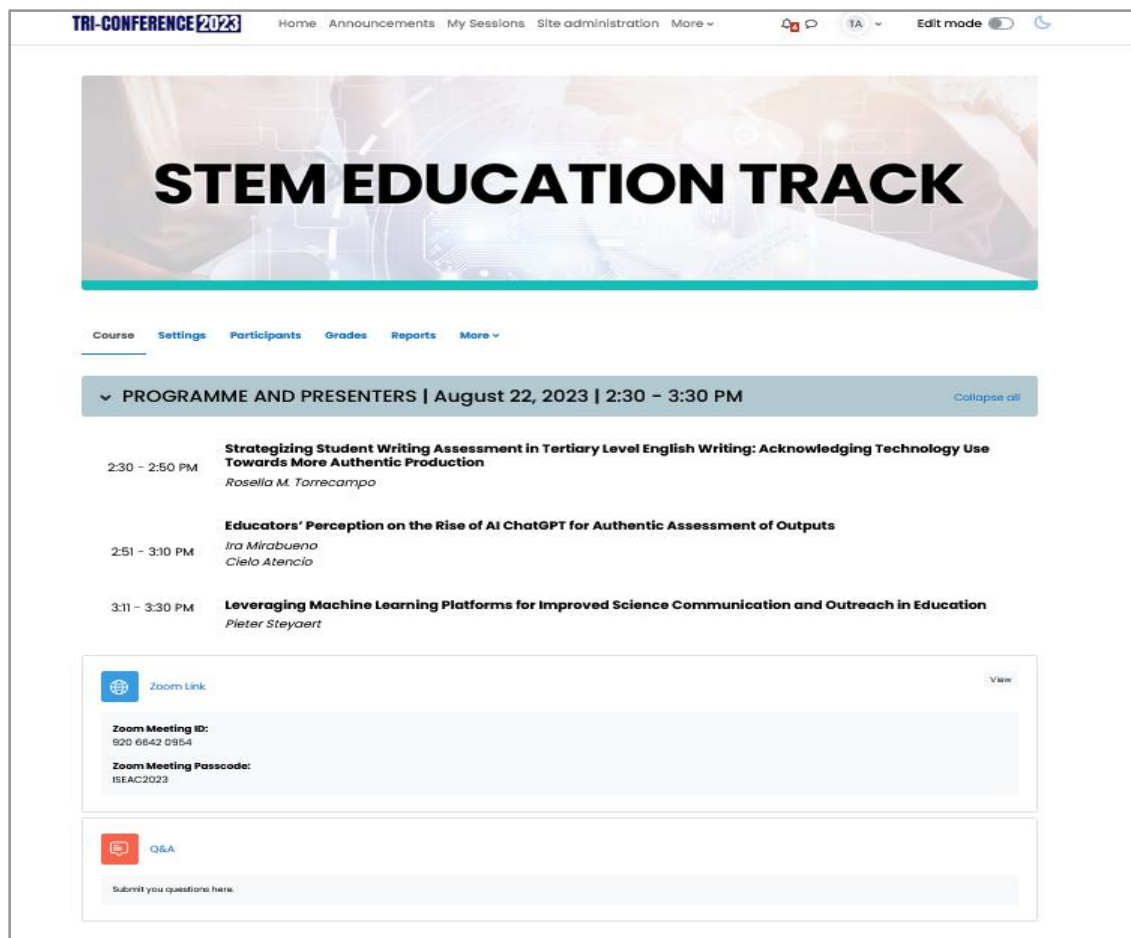 TRI-CONFERENCE 2023 Home Announcements My Sessions Site administration More TA Edit mode
STEM EDUCATION TRACK
Course Settings Participants Grades Reports More
PROGRAMME AND PRESENTERS | August 22, 2023 | 2:30 - 3:30 PM Collapse all
2:30 - 2:50 PM
Strategizing Student Writing Assessment in Tertiary Level English Writing: Acknowledging Technology Use
Towards More Authentic Production
Rosella M. Torrecampo
2:51 - 3:10 PM
Educators' Perception on the Rise of AI ChatGPT for Authentic Assessment of Outputs
Ira Mirabueno
Cielo Atencio
3:11 - 3:30 PM
Leveraging Machine Learning Platforms for Improved Science Communication and Outreach in Education
Pieter Steyaert
Zoom Link View
Zoom Meeting ID:
920 6642 0954
Zoom Meeting Passcode:
ISEAC2023
Q&A
Submit you questions here.